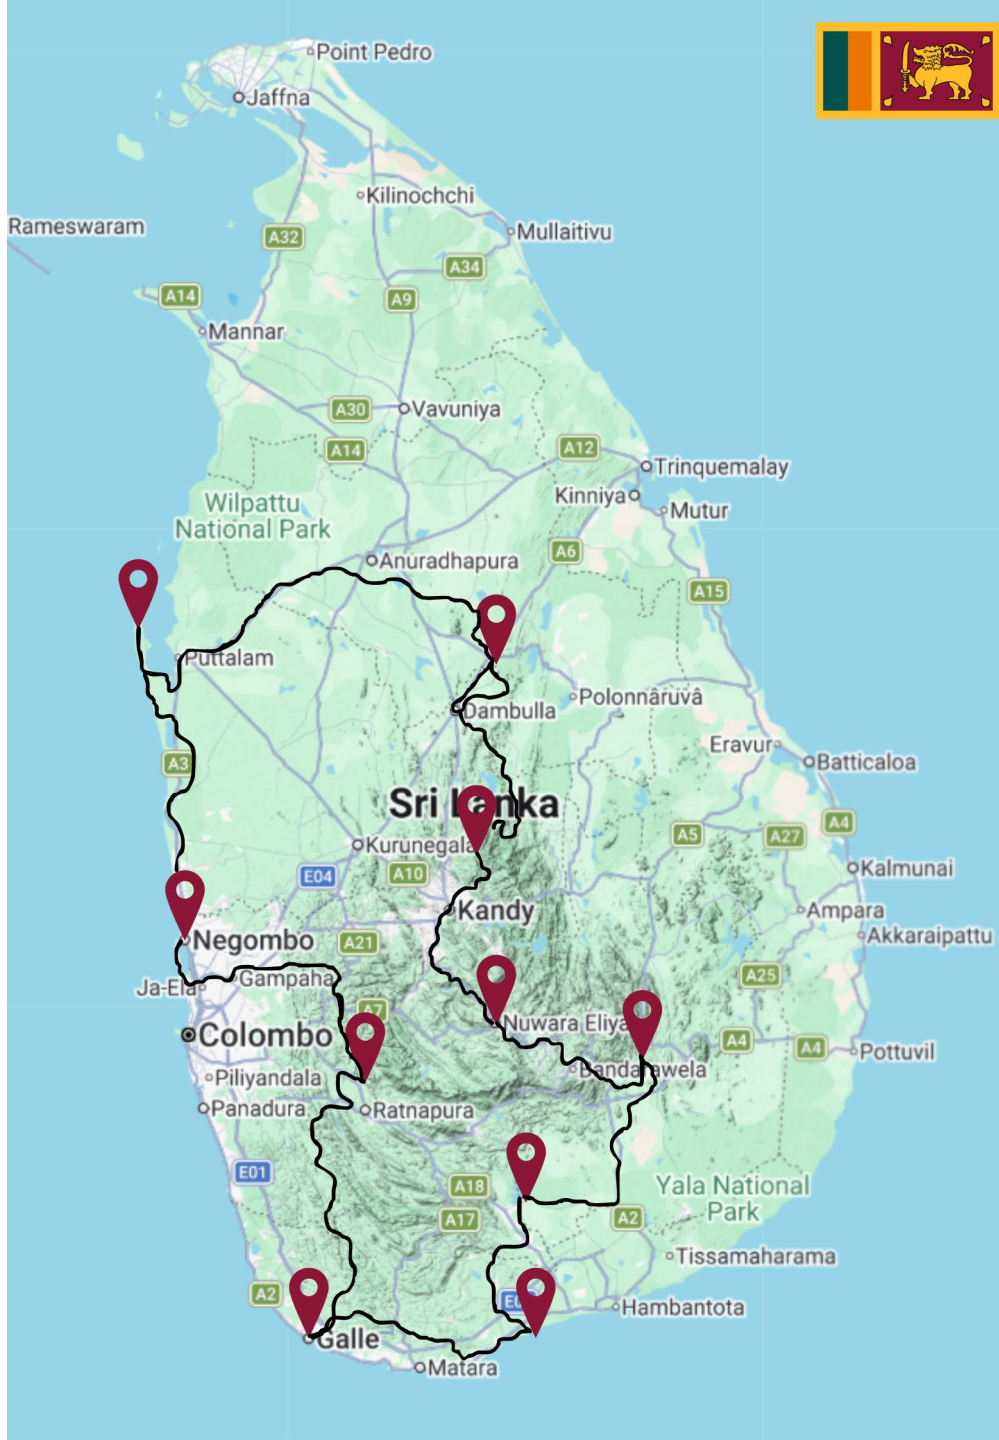 Point Pedro
Jaffna
Kilinochchi
Rameswaram
Mullaitivu
A32
A34
A14
A9
Mannar
A30
Vavuniya
A14
A12
Trinquemalay
Kinniya
Mutur
Wilpattu
National Park
A6
Anuradhapura
A15
Puttalam
Polonnâruvâ
Dambulla
Eravur
Batticaloa
A3
Sri Lanka
A4
A5
A27
Kurunegala
E04
A10
Kalmunai
Kandy
Ampara
Akkaraipattu
Negombo
A21
Gampaha
Ja-Ela
A25
A7
Nuwara Eliya
Colombo
A4
A4
Pottuvil
Bandarawela
Piliyandala
Panadura
Ratnapura
E01
A18
Yala National
Park
A17
A2
Tissamaharama
A2
Hambantota
Galle
Matara